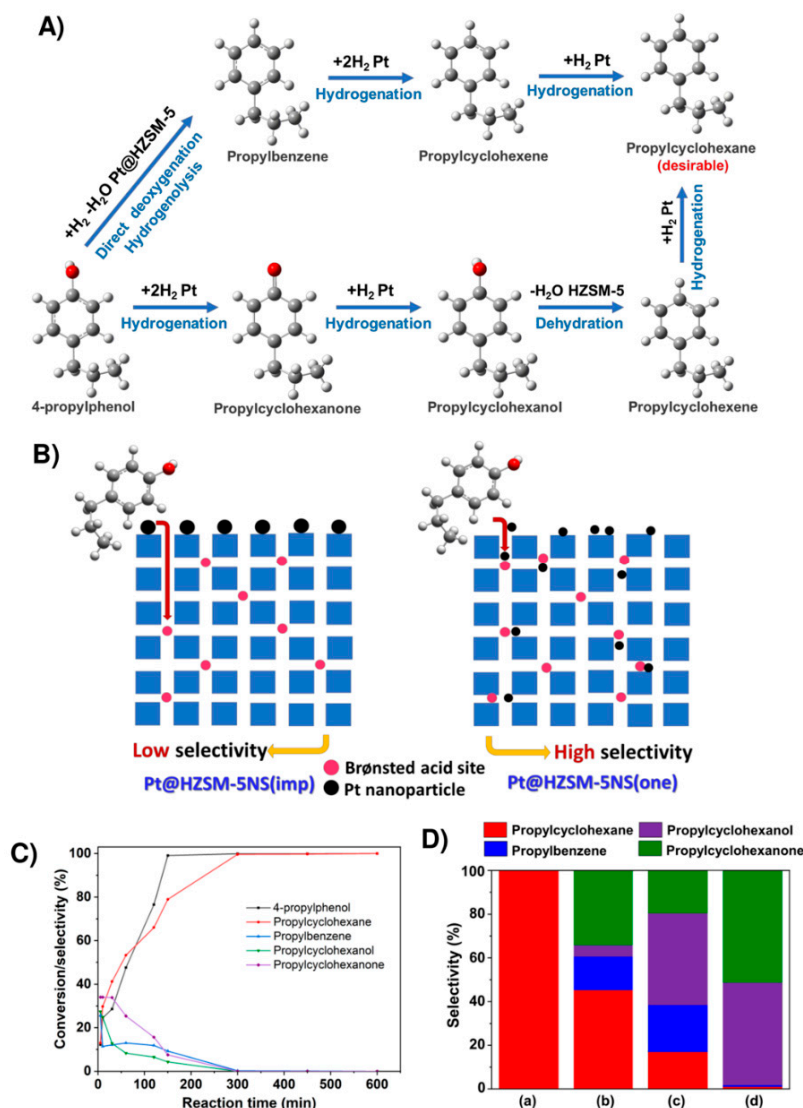 A)
+2H2 Pt
Hydrogenation
+H2 Pt
Hydrogenation
Propylbenzene
Propylcyclohexene
Propylcyclohexane
(desirable)
+H2 -H2O Pt@HZSM-5
Direct deoxygenation
Hydrogenolysis
+H2 Pt
Hydrogenation
+2H2 Pt
Hydrogenation
+H2 Pt
Hydrogenation
-H2O HZSM-5
Dehydration
4-propylphenol
Propylcyclohexanone
Propylcyclohexanol
Propylcyclohexene
B)
Low selectivity
High selectivity
Pt@HZSM-5NS(imp)
Brønsted acid site
Pt nanoparticle
Pt@HZSM-5NS(one)
C)
Conversion/selectivity (%)
100
80
60
40
20
0
4-propylphenol
Propylcyclohexane
Propylbenzene
Propylcyclohexanol
Propylcyclohexanone
0 100 200 300 400 500 600
Reaction time (min)
D)
Propylcyclohexane
Propylcyclohexanol
Propylbenzene
Propylcyclohexanone
Selectivity (%)
100
80
60
40
20
0
(a) (b) (c) (d)